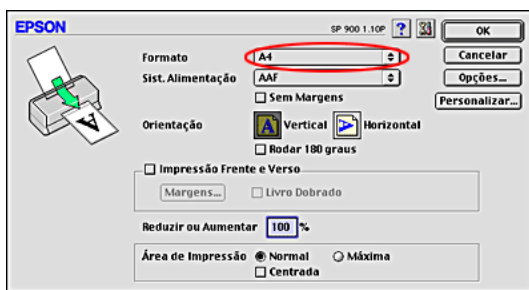 EPSON SP 900 1.10P ? OK
Formato A4 Cancelar
Sist. Alimentação AAF Opções...
Sem Margens Personalizar...
Orientação A Vertical A Horizontal
Rodar 180 graus
Impressão Frente e Verso
Margens... Livro Dobrado
Reduzir ou Aumentar 100 %
Área de Impressão Normal Máxima
Centrada